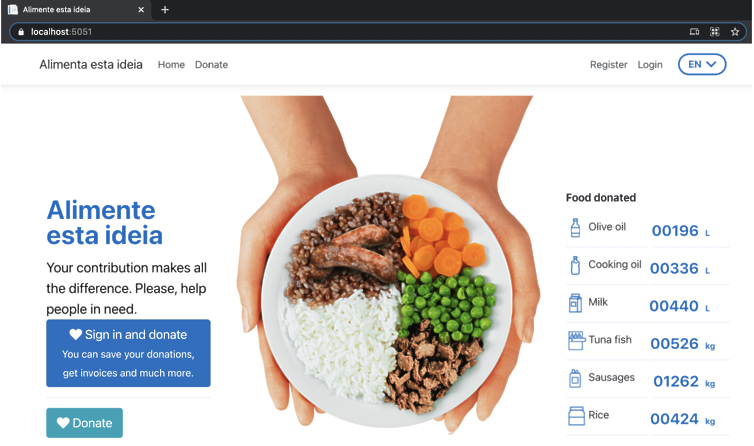 Alimente esta ideia
localhost:5051
Alimenta esta ideia Home Donate Register Login EN
Alimente
esta ideia
Your contribution makes all
the difference. Please, help
people in need.
Sign in and donate
You can save your donations,
get invoices and much more.
Donate
Food donated
Olive oil 00196 L
Cooking oil 00336 L
Milk 00440 L
Tuna fish 00526 kg
Sausages 01262 kg
Rice 00424 kg